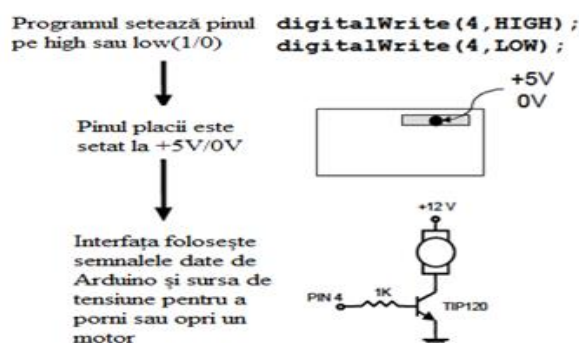 Programul setează pinul
pe high sau low(1/0)
digitalWrite(4,HIGH);
digitalWrite(4,LOW);
+5V
0V
Pinul placii este
setat la +5V/0V
+12 V
Interfața folosește
semnalele date de
Arduino și sursa de
tensiune pentru a
porni sau opri un
motor
PIN 4
1K
TIP120